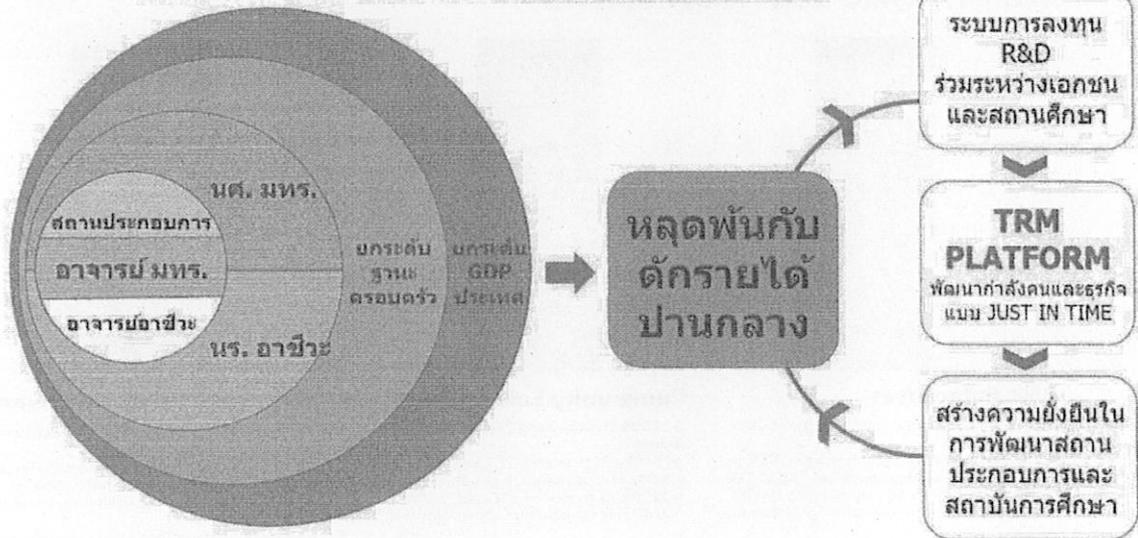 นศ. มทร.
สถานประกอบการ
อาจารย์ มทร.
อาจารย์อาชีวะ
นร. อาชีวะ
ยกระดับ
ฐานะ
ครอบครัว
ยกระดับ
GDP
ประเทศ
หลุดพ้นกับ
ดักรายได้
ปานกลาง
ระบบการลงทุน
R&D
ร่วมระหว่างเอกชน
และสถานศึกษา
TRM
PLATFORM
พัฒนากำลังคนและธุรกิจ
แบบ JUST IN TIME
สร้างความยั่งยืนใน
การพัฒนาสถาน
ประกอบการและ
สถาบันการศึกษา